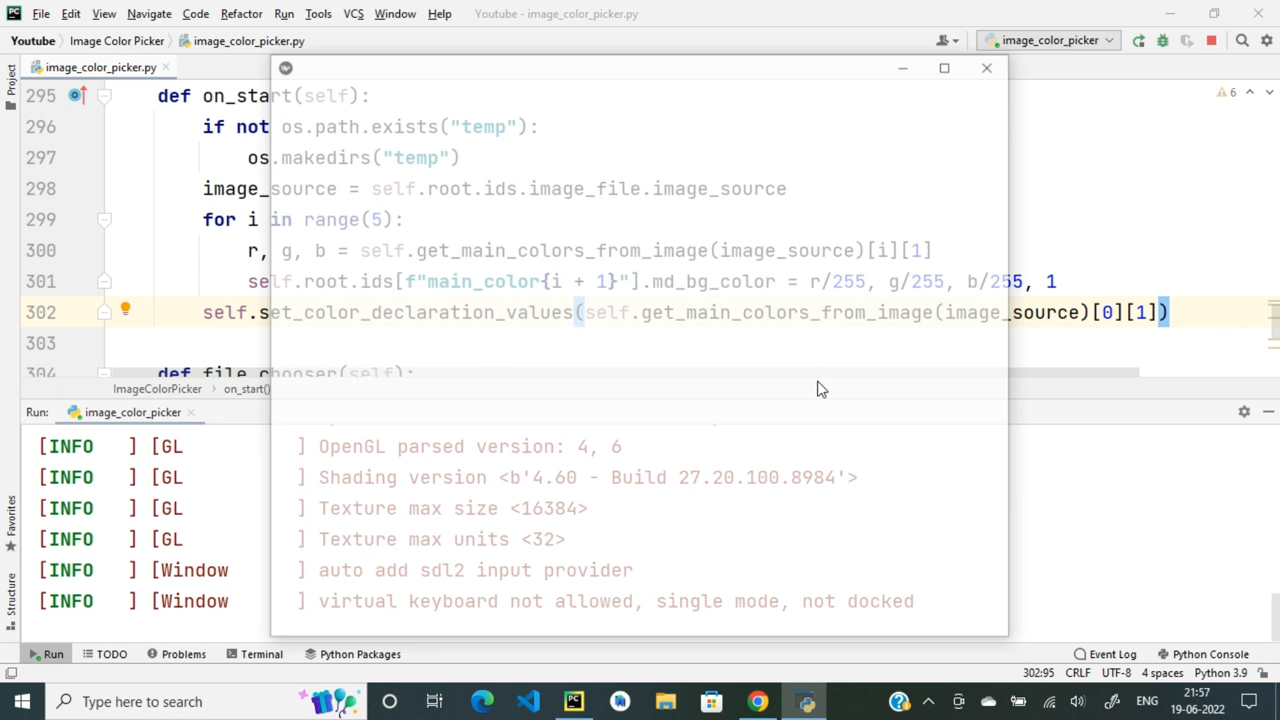 File Edit View Navigate Code Refactor Run Tools VCS Window Help Youtube - image_color_picker.py
Youtube Image Color Picker image_color_picker.py image_color_picker
Project
image_color_picker.py
295 def on_start(self):
6
296 if not os.path.exists("temp"):
297 os.makedirs("temp")
298 image_source = self.root.ids.image_file.image_source
299 for i in range(5):
300 r, g, b = self.get_main_colors_from_image(image_source)[i][1]
301 self.root.ids[f"main_color{i + 1}"].md_bg_color = r/255, g/255, b/255, 1
302 self.set_color_declaration_values(self.get_main_colors_from_image(image_source)[0][1])
303
304 def file_chooser(self):
ImageColorPicker on_start()
Run: image_color_picker
[INFO ] [GL ] OpenGL parsed version: 4, 6
[INFO ] [GL ] Shading version <b'4.60 - Build 27.20.100.8984'>
[INFO ] [GL ] Texture max size <16384>
[INFO ] [GL ] Texture max units <32>
[INFO ] [Window ] auto add sdl2 input provider
[INFO ] [Window ] virtual keyboard not allowed, single mode, not docked
Favorites
Structure
Run TODO Problems Terminal Python Packages Event Log Python Console
302:95 CRLF UTF-8 4 spaces Python 3.9
Type here to search
ENG
21:57
19-06-2022